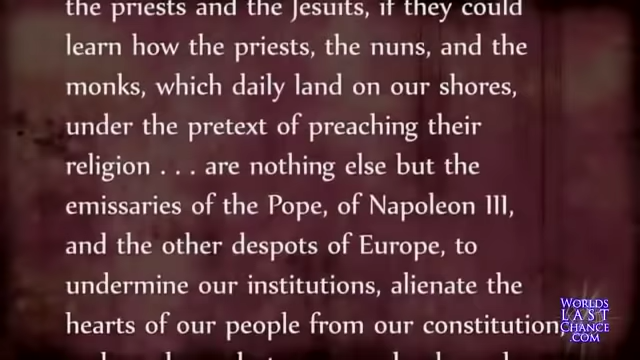 the priests and the Jesuits, if they could
learn how the priests, the nuns, and the
monks, which daily land on our shores,
under the pretext of preaching their
religion . . . are nothing else but the
emissaries of the Pope, of Napoleon III,
and the other despots of Europe, to
undermine our institutions, alienate the
hearts of our people from our constitution,
WORLDS
LAST
CHANCE
.COM